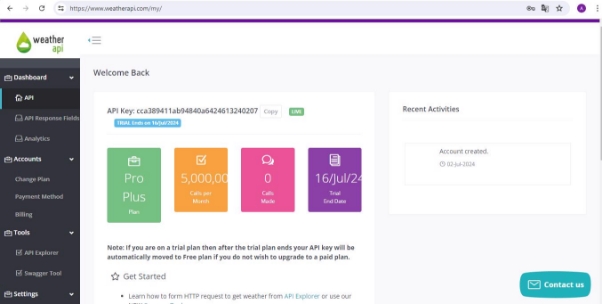 https://www.weatherapi.com/my/
weather
api
Welcome Back
Dashboard
API
API Response Fields
Analytics
Accounts
Change Plan
Payment Method
Billing
Tools
API Explorer
Swagger Tool
Settings
API Key: cca389411ab94840a6424613240207 Copy LIVE
TRIAL Ends on 16/Jul/2024
Pro
Plus
Plan
5,000,00
Calls per
Month
0
Calls
Made
16/Jul/24
Trial
End Date
Note: If you are on a trial plan then after the trial plan ends your API key will be
automatically moved to Free plan if you do not wish to upgrade to a paid plan.
Get Started
Learn how to form HTTP request to get weather from API Explorer or use our
Recent Activities
Account created.
02-Jul-2024
Contact us